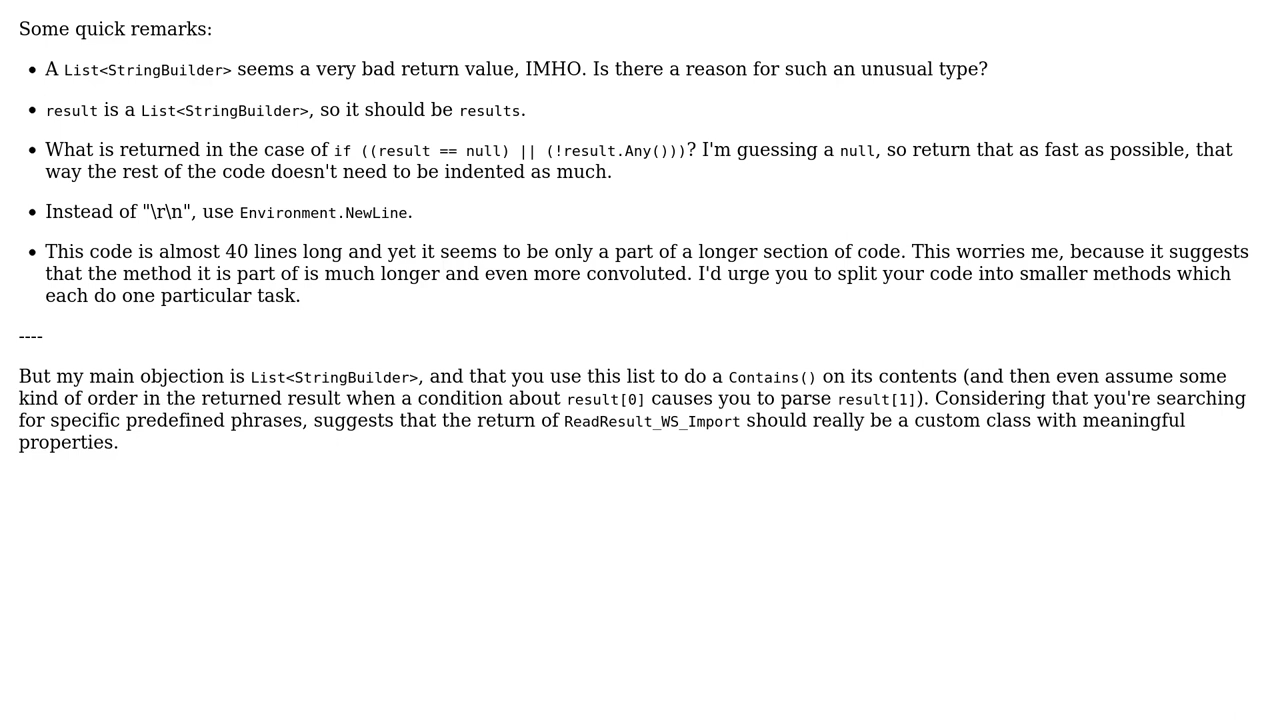 Some quick remarks:
• A List<StringBuilder> seems a very bad return value, IMHO. Is there a reason for such an unusual type?
• result is a List<StringBuilder>, so it should be results.
• What is returned in the case of if ((result == null) || (!result.Any()))? I'm guessing a null, so return that as fast as possible, that
way the rest of the code doesn't need to be indented as much.
• Instead of "\r\n", use Environment.NewLine.
• This code is almost 40 lines long and yet it seems to be only a part of a longer section of code. This worries me, because it suggests
that the method it is part of is much longer and even more convoluted. I'd urge you to split your code into smaller methods which
each do one particular task.
----
But my main objection is List<StringBuilder>, and that you use this list to do a Contains() on its contents (and then even assume some
kind of order in the returned result when a condition about result[0] causes you to parse result[1]). Considering that you're searching
for specific predefined phrases, suggests that the return of ReadResult_WS_Import should really be a custom class with meaningful
properties.